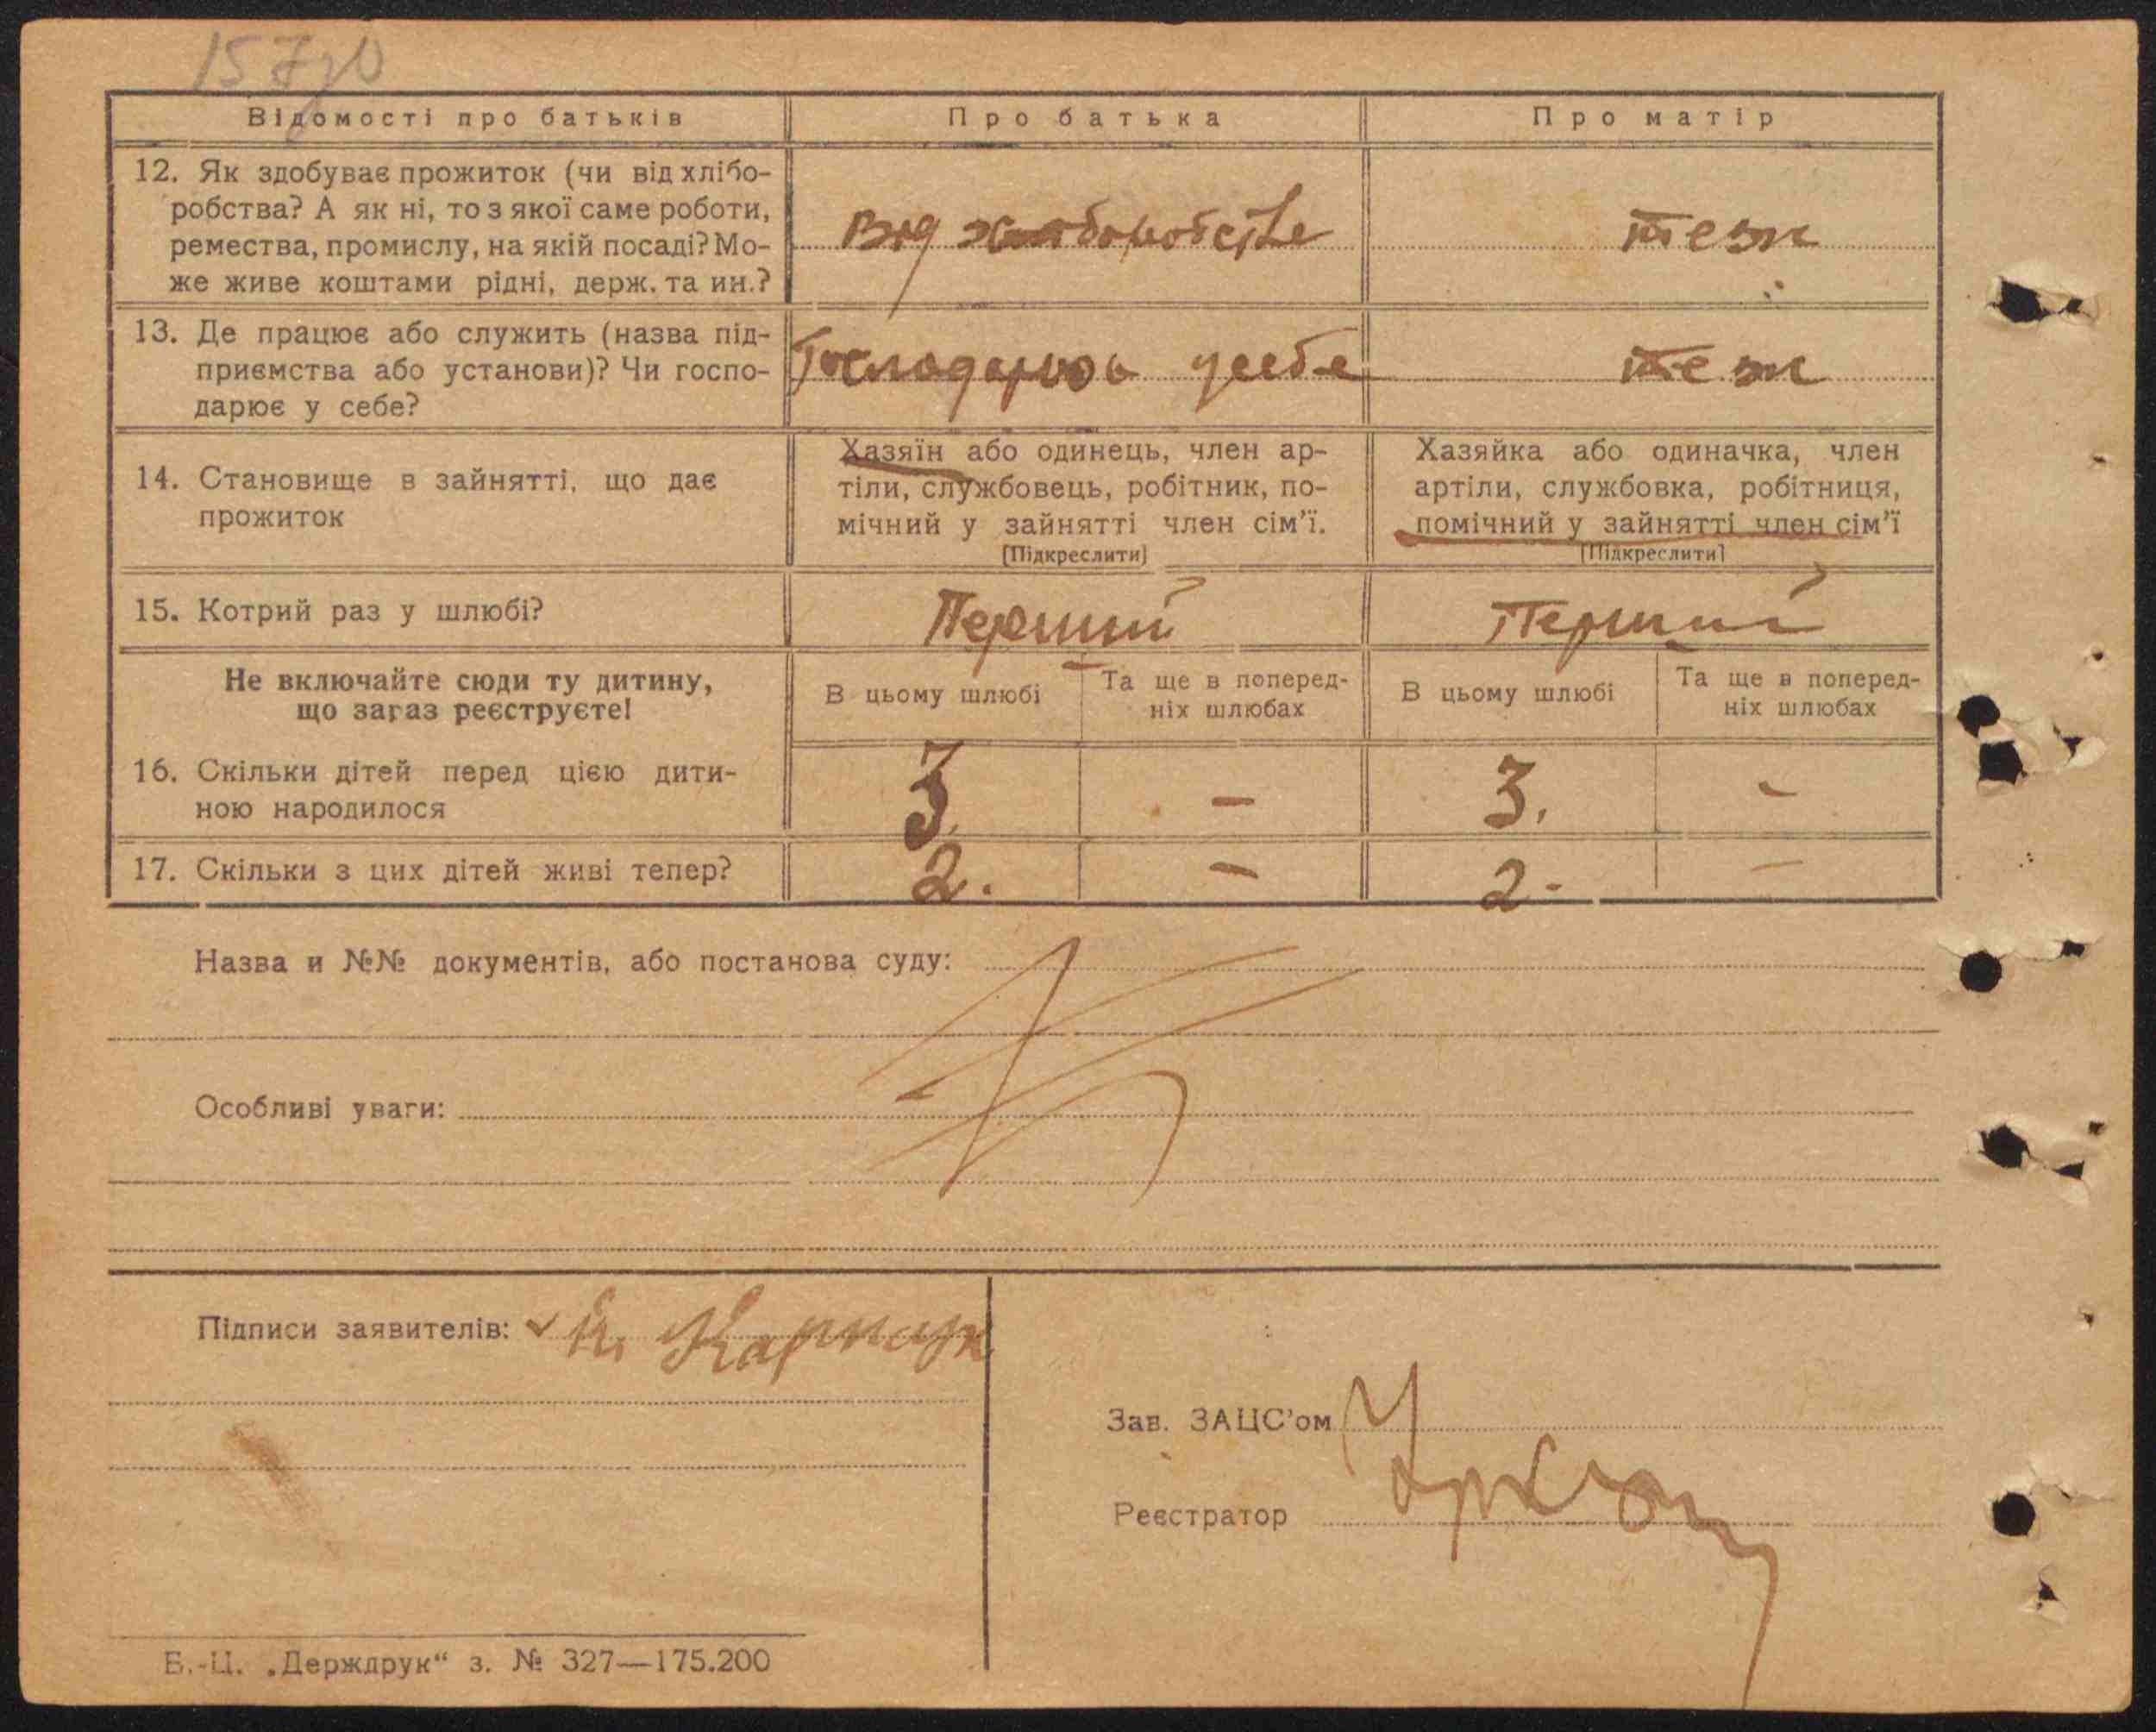 Відомості про батьків
Про батька
Про матір
12. Як здобуває прожиток (чи від хлібо-
робства? А як ні, то з якої саме роботи,
ремества, промислу, на якій посаді? Мо-
же живе коштами рідні, держ. та ин.?
Від хліборобства
теж
13. Де працює або служить (назва під-
приємства або установи)? Чи госпо-
дарює у себе?
Господарює у себе
теж
14. Становище в зайнятті, що дає
прожиток
Хазяїн або одинець, член ар-
тіли, службовець, робітник, по-
мічний у зайнятті член сім'ї.
[Підкреслити]
Хазяйка або одиначка, член
артіли, службовка, робітниця,
помічний у зайнятті член сім'ї
[Підкреслити]
15. Котрий раз у шлюбі?
Перший
Перший
Не включайте сюди ту дитину,
що зараз реєструєте!
В цьому шлюбі
Та ще в поперед-
ніх шлюбах
В цьому шлюбі
Та ще в поперед-
ніх шлюбах
16. Скільки дітей перед цією дити-
ною народилося
3. – 3. –
17. Скільки з цих дітей живі тепер?
2. – 2 - –
Назва и №№ документів, або постанова суду:
Особливі уваги:
Підписи заявителів:
Зав. ЗАЦС'ом
Реєстратор
Б.-Ц. „Держдрук“ з. № 327—175.200